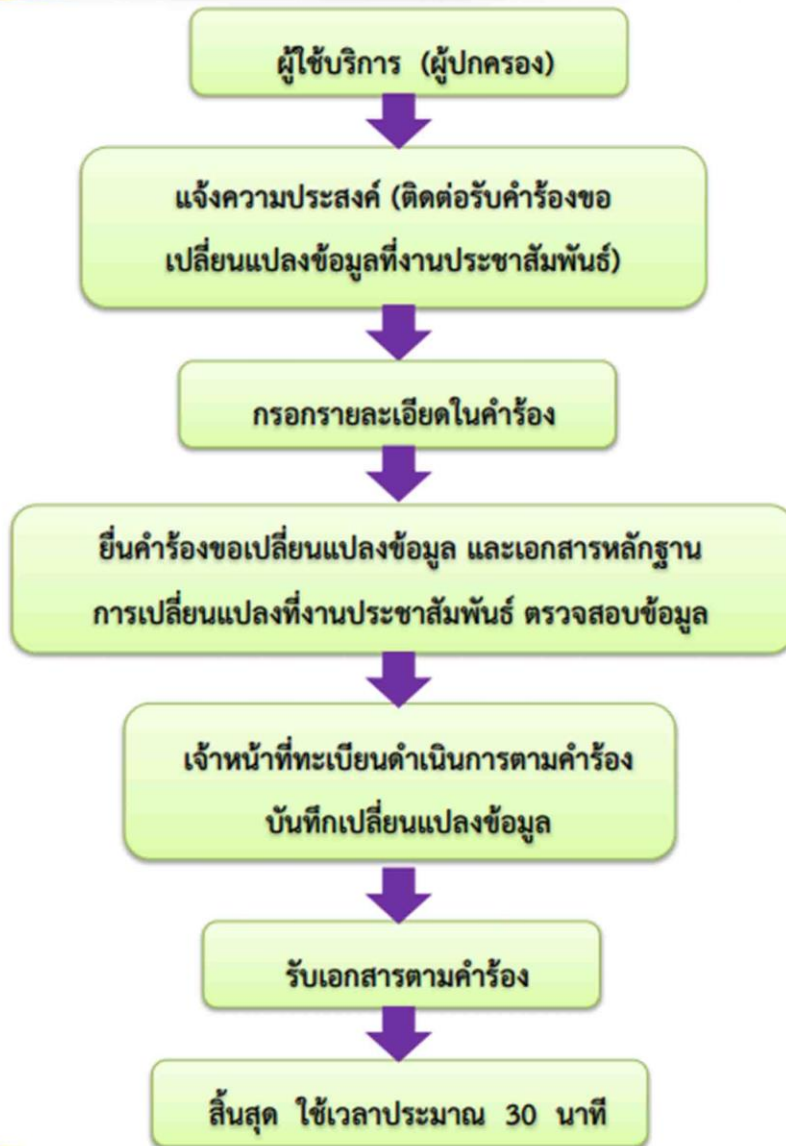 ผู้ใช้บริการ (ผู้ปกครอง)
แจ้งความประสงค์ (ติดต่อรับคำร้องขอ
เปลี่ยนแปลงข้อมูลที่งานประชาสัมพันธ์)
กรอกรายละเอียดในคำร้อง
ยื่นคำร้องขอเปลี่ยนแปลงข้อมูล และเอกสารหลักฐาน
การเปลี่ยนแปลงที่งานประชาสัมพันธ์ ตรวจสอบข้อมูล
เจ้าหน้าที่ทะเบียนดำเนินการตามคำร้อง
บันทึกเปลี่ยนแปลงข้อมูล
รับเอกสารตามคำร้อง
สิ้นสุด ใช้เวลาประมาณ 30 นาที